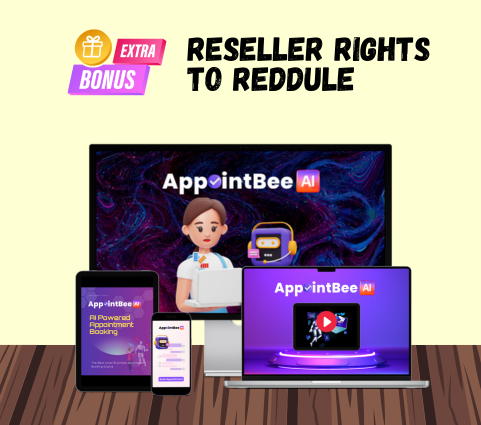 EXTRA
BONUS
RESELLER RIGHTS
TO REDDULE
AppointBee AI
AppointBee AI
AppointBee AI
AI Powered
Appointment
Booking
AppointBee AI